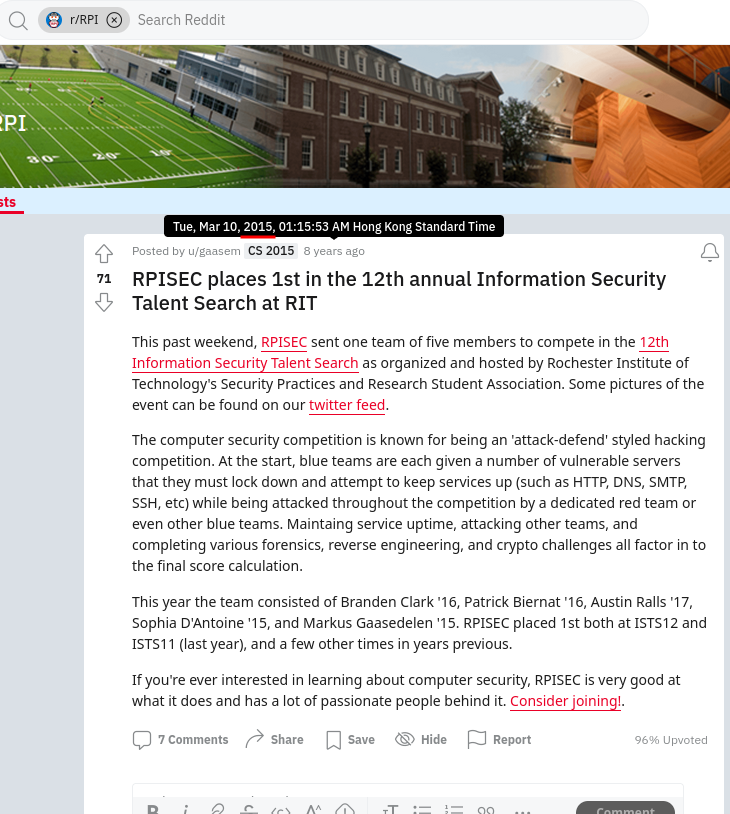 r/RPI Search Reddit
RPI
sts
Tue, Mar 10, 2015, 01:15:53 AM Hong Kong Standard Time
Posted by u/gaasem CS 2015 8 years ago
71
RPISEC places 1st in the 12th annual Information Security
Talent Search at RIT
This past weekend, RPISEC sent one team of five members to compete in the 12th
Information Security Talent Search as organized and hosted by Rochester Institute of
Technology's Security Practices and Research Student Association. Some pictures of the
event can be found on our twitter feed.
The computer security competition is known for being an 'attack-defend' styled hacking
competition. At the start, blue teams are each given a number of vulnerable servers
that they must lock down and attempt to keep services up (such as HTTP, DNS, SMTP,
SSH, etc) while being attacked throughout the competition by a dedicated red team or
even other blue teams. Maintaing service uptime, attacking other teams, and
completing various forensics, reverse engineering, and crypto challenges all factor in to
the final score calculation.
This year the team consisted of Branden Clark '16, Patrick Biernat '16, Austin Ralls '17,
Sophia D'Antoine '15, and Markus Gaasedelen '15. RPISEC placed 1st both at ISTS12 and
ISTS11 (last year), and a few other times in years previous.
If you're ever interested in learning about computer security, RPISEC is very good at
what it does and has a lot of passionate people behind it. Consider joining!.
7 Comments Share Save Hide Report 96% Upvoted
Comment